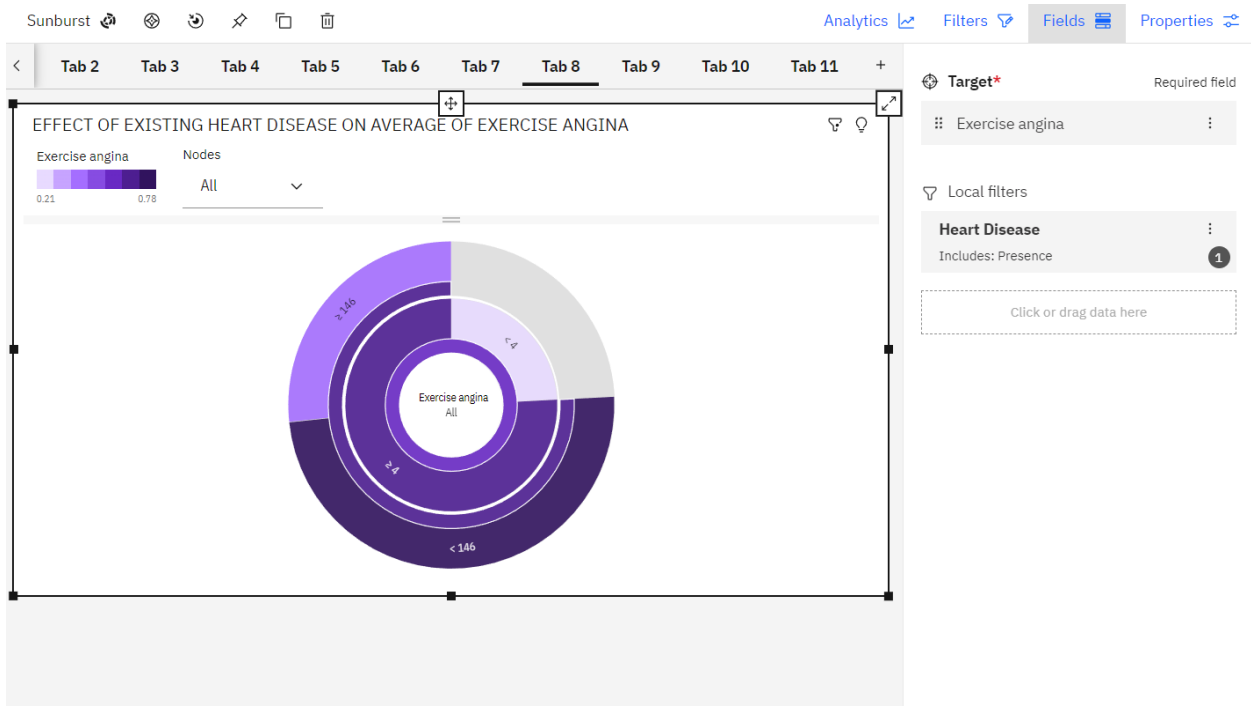 Sunburst
Analytics
Filters
Fields
Properties
Tab 2
Tab 3
Tab 4
Tab 5
Tab 6
Tab 7
Tab 8
Tab 9
Tab 10
Tab 11
+
EFFECT OF EXISTING HEART DISEASE ON AVERAGE OF EXERCISE ANGINA
Exercise angina
0.21
0.78
Nodes
All
≥ 146
< 4
Exercise angina
All
≥ 4
< 146
Target*
Required field
Exercise angina
Local filters
Heart Disease
Includes: Presence
1
Click or drag data here